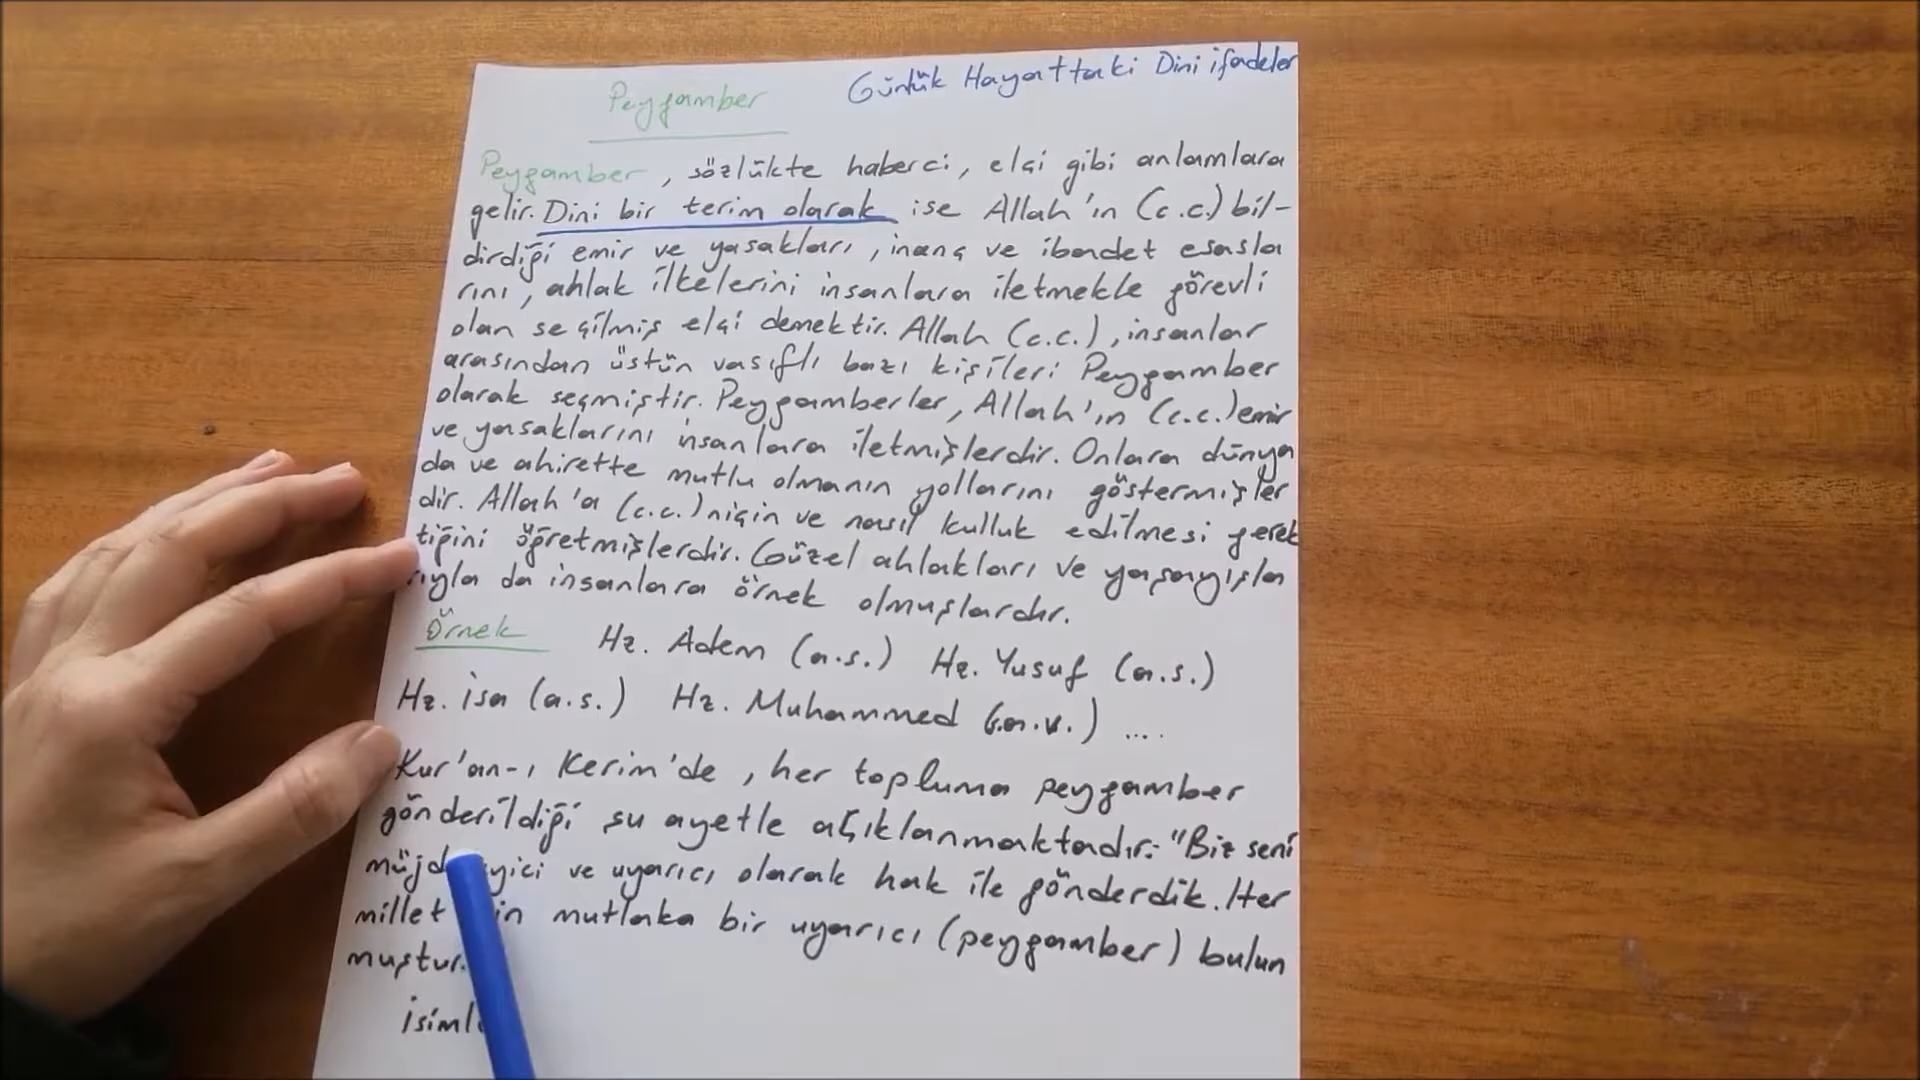 Günlük Hayattaki Dini ifadeler
Peygamber
Peygamber, sözlükte haberci, elçi gibi anlamlara
gelir. Dini bir terim olarak ise Allah'ın (c.c.) bil-
dirdiği emir ve yasakları, inanç ve ibadet esasla
rını, ahlak ilkelerini insanlara iletmekle görevli
olan seçilmiş elçi demektir. Allah (c.c.), insanlar
arasından üstün vasıflı bazı kişileri Peygamber
olarak seçmiştir. Peygamberler, Allah'ın (c.c.) emir
ve yasaklarını insanlara iletmişlerdir. Onlara dünya
da ve ahirette mutlu olmanın yollarını göstermişler
dir. Allah'a (c.c.) niçin ve nasıl kulluk edilmesi gerek
tiğini öğretmişlerdir. Güzel ahlakları ve yaşayışla
rıyla da insanlara örnek olmuşlardır.
Örnek Hz. Adem (a.s.) Hz. Yusuf (a.s.)
Hz. İsa (a.s.) Hz. Muhammed (s.a.v.) ....
Kur'an-ı Kerim'de, her topluma peygamber
gönderildiği şu ayetle açıklanmaktadır: "Biz seni
ve uyarıcı olarak hak ile gönderdik. Her
millet mutlaka bir uyarıcı (peygamber) bulun
muştur.